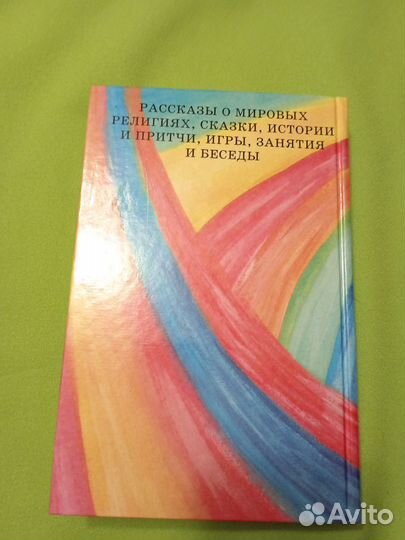 РАССКАЗЫ О МИРОВЫХ
РЕЛИГИЯХ, СКАЗКИ, ИСТОРИИ
И ПРИТЧИ, ИГРЫ, ЗАНЯТИЯ
И БЕСЕДЫ
Avito